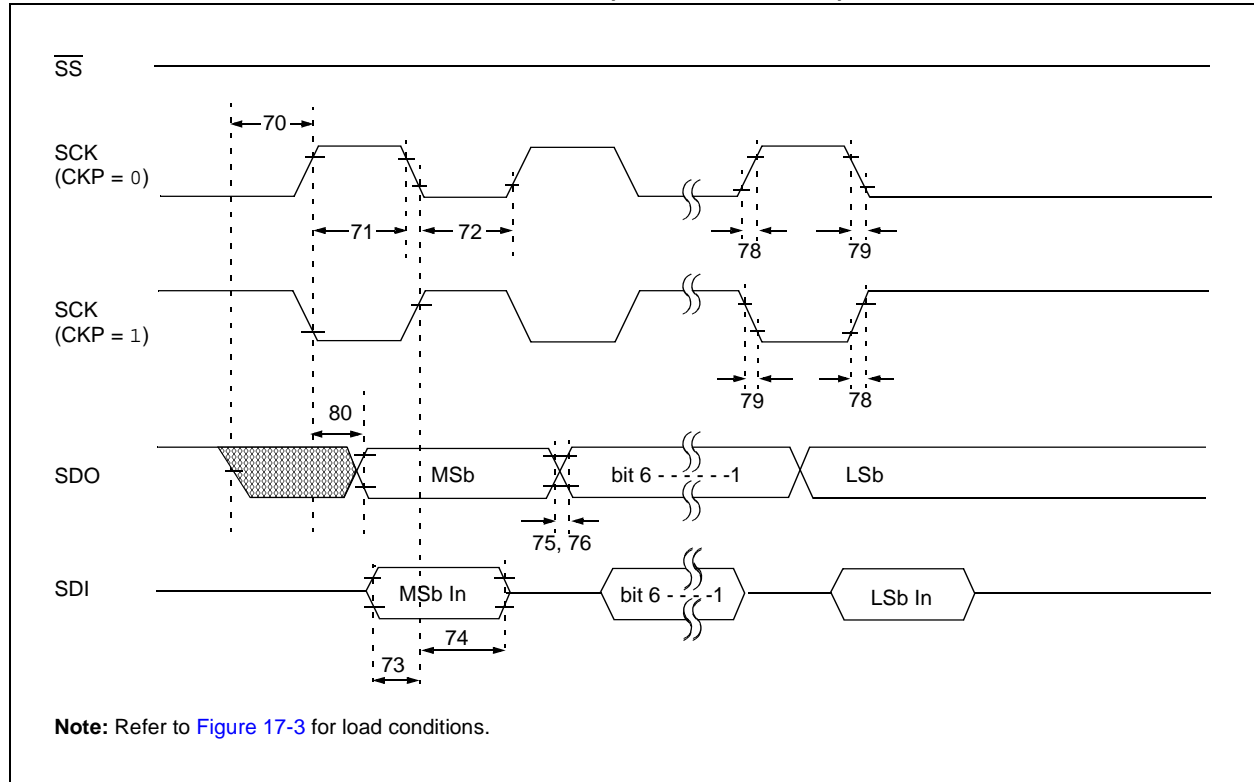 SS
70
SCK
(CKP = 0)
71
72
78
79
SCK
(CKP = 1)
79
78
80
SDO
MSb
bit 6 - - - - - -1
LSb
75, 76
SDI
MSb In
bit 6 - - - - -1
LSb In
74
73
Note: Refer to Figure 17-3 for load conditions.